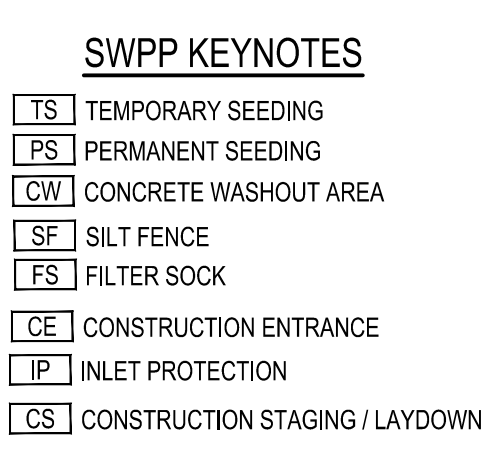 SWPP KEYNOTES
TS TEMPORARY SEEDING
PS PERMANENT SEEDING
CW CONCRETE WASHOUT AREA
SF SILT FENCE
FS FILTER SOCK
CE CONSTRUCTION ENTRANCE
IP INLET PROTECTION
CS CONSTRUCTION STAGING / LAYDOWN